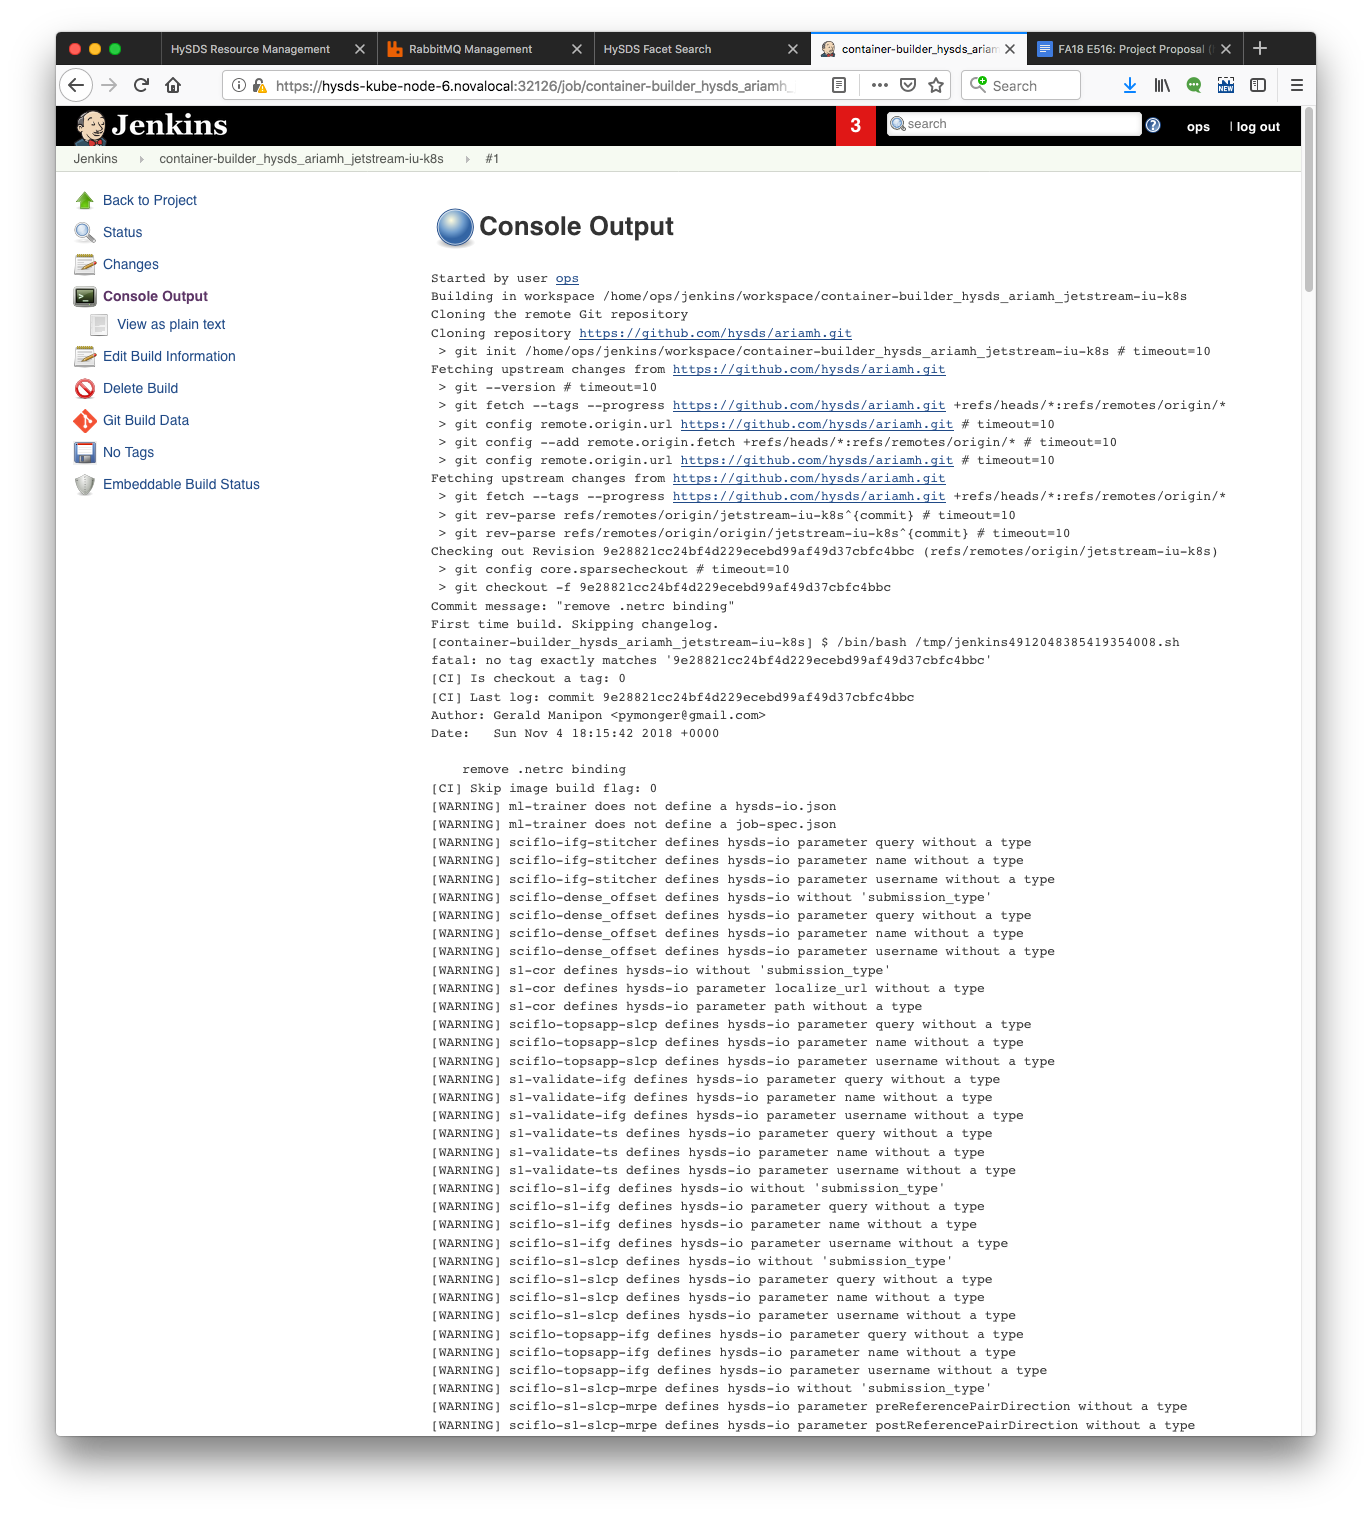 HySDS Resource Management
RabbitMQ Management
HySDS Facet Search
container-builder_hysds_ariam
FA18 E516: Project Proposal (
https://hysds-kube-node-6.novalocal:32126/job/container-builder_hysds_ariamh_
Search
NEW
Jenkins
3
search
?
ops
| log out
Jenkins
container-builder_hysds_ariamh_jetstream-iu-k8s
#1
Back to Project
Status
Changes
Console Output
View as plain text
Edit Build Information
Delete Build
Git Build Data
No Tags
Embeddable Build Status
Console Output
Started by user ops
Building in workspace /home/ops/jenkins/workspace/container-builder_hysds_ariamh_jetstream-iu-k8s
Cloning the remote Git repository
Cloning repository https://github.com/hysds/ariamh.git
 > git init /home/ops/jenkins/workspace/container-builder_hysds_ariamh_jetstream-iu-k8s # timeout=10
Fetching upstream changes from https://github.com/hysds/ariamh.git
 > git --version # timeout=10
 > git fetch --tags --progress https://github.com/hysds/ariamh.git +refs/heads/*:refs/remotes/origin/*
 > git config remote.origin.url https://github.com/hysds/ariamh.git # timeout=10
 > git config --add remote.origin.fetch +refs/heads/*:refs/remotes/origin/* # timeout=10
 > git config remote.origin.url https://github.com/hysds/ariamh.git # timeout=10
Fetching upstream changes from https://github.com/hysds/ariamh.git
 > git fetch --tags --progress https://github.com/hysds/ariamh.git +refs/heads/*:refs/remotes/origin/*
 > git rev-parse refs/remotes/origin/jetstream-iu-k8s^{commit} # timeout=10
 > git rev-parse refs/remotes/origin/origin/jetstream-iu-k8s^{commit} # timeout=10
Checking out Revision 9e28821cc24bf4d229ecebd99af49d37cbfc4bbc (refs/remotes/origin/jetstream-iu-k8s)
 > git config core.sparsecheckout # timeout=10
 > git checkout -f 9e28821cc24bf4d229ecebd99af49d37cbfc4bbc
Commit message: "remove .netrc binding"
First time build. Skipping changelog.
[container-builder_hysds_ariamh_jetstream-iu-k8s] $ /bin/bash /tmp/jenkins4912048385419354008.sh
fatal: no tag exactly matches '9e28821cc24bf4d229ecebd99af49d37cbfc4bbc'
[CI] Is checkout a tag: 0
[CI] Last log: commit 9e28821cc24bf4d229ecebd99af49d37cbfc4bbc
Author: Gerald Manipon <pymonger@gmail.com>
Date:   Sun Nov 4 18:15:42 2018 +0000
    remove .netrc binding
[CI] Skip image build flag: 0
[WARNING] ml-trainer does not define a hysds-io.json
[WARNING] ml-trainer does not define a job-spec.json
[WARNING] sciflo-ifg-stitcher defines hysds-io parameter query without a type
[WARNING] sciflo-ifg-stitcher defines hysds-io parameter name without a type
[WARNING] sciflo-ifg-stitcher defines hysds-io parameter username without a type
[WARNING] sciflo-dense_offset defines hysds-io without 'submission_type'
[WARNING] sciflo-dense_offset defines hysds-io parameter query without a type
[WARNING] sciflo-dense_offset defines hysds-io parameter name without a type
[WARNING] sciflo-dense_offset defines hysds-io parameter username without a type
[WARNING] s1-cor defines hysds-io without 'submission_type'
[WARNING] s1-cor defines hysds-io parameter localize_url without a type
[WARNING] s1-cor defines hysds-io parameter path without a type
[WARNING] sciflo-topsapp-slcp defines hysds-io parameter query without a type
[WARNING] sciflo-topsapp-slcp defines hysds-io parameter name without a type
[WARNING] sciflo-topsapp-slcp defines hysds-io parameter username without a type
[WARNING] s1-validate-ifg defines hysds-io parameter query without a type
[WARNING] s1-validate-ifg defines hysds-io parameter name without a type
[WARNING] s1-validate-ifg defines hysds-io parameter username without a type
[WARNING] s1-validate-ts defines hysds-io parameter query without a type
[WARNING] s1-validate-ts defines hysds-io parameter name without a type
[WARNING] s1-validate-ts defines hysds-io parameter username without a type
[WARNING] sciflo-s1-ifg defines hysds-io without 'submission_type'
[WARNING] sciflo-s1-ifg defines hysds-io parameter query without a type
[WARNING] sciflo-s1-ifg defines hysds-io parameter name without a type
[WARNING] sciflo-s1-ifg defines hysds-io parameter username without a type
[WARNING] sciflo-s1-slcp defines hysds-io without 'submission_type'
[WARNING] sciflo-s1-slcp defines hysds-io parameter query without a type
[WARNING] sciflo-s1-slcp defines hysds-io parameter name without a type
[WARNING] sciflo-s1-slcp defines hysds-io parameter username without a type
[WARNING] sciflo-topsapp-ifg defines hysds-io parameter query without a type
[WARNING] sciflo-topsapp-ifg defines hysds-io parameter name without a type
[WARNING] sciflo-topsapp-ifg defines hysds-io parameter username without a type
[WARNING] sciflo-s1-slcp-mrpe defines hysds-io without 'submission_type'
[WARNING] sciflo-s1-slcp-mrpe defines hysds-io parameter preReferencePairDirection without a type
[WARNING] sciflo-s1-slcp-mrpe defines hysds-io parameter postReferencePairDirection without a type